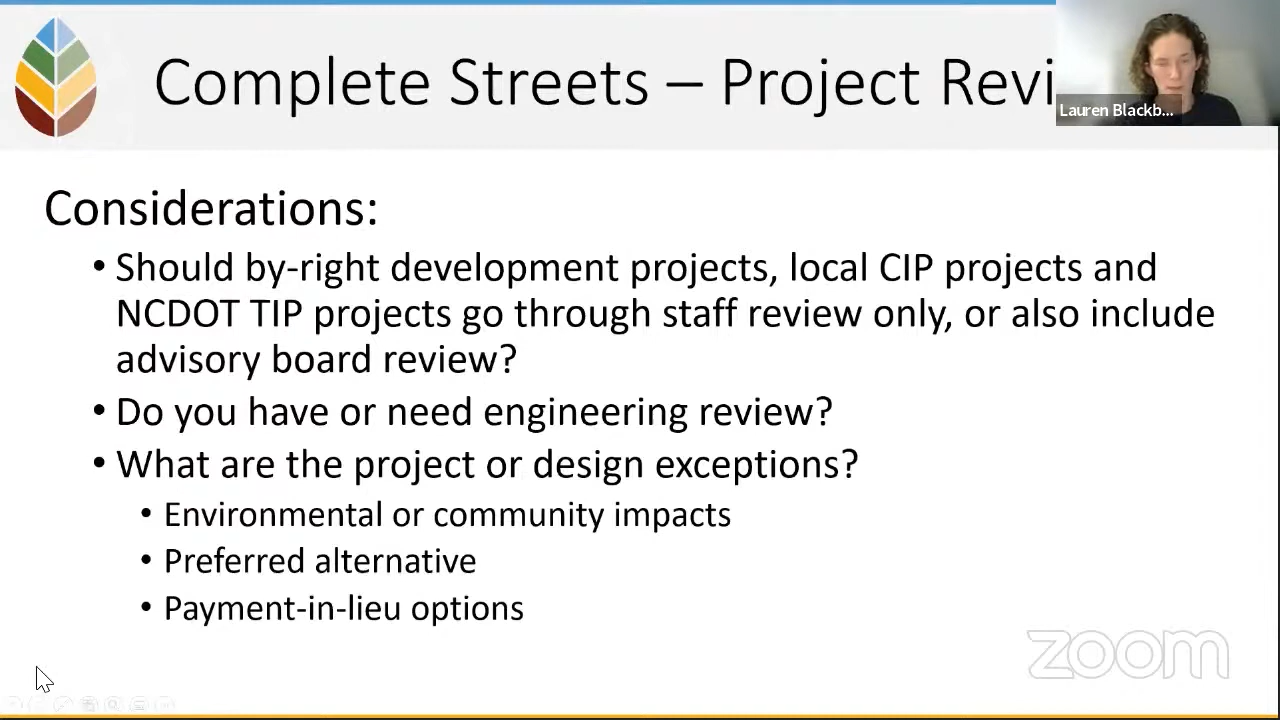 Complete Streets – Project Revi
Lauren Blackb...
Considerations:
• Should by-right development projects, local CIP projects and
NCDOT TIP projects go through staff review only, or also include
advisory board review?
• Do you have or need engineering review?
• What are the project or design exceptions?
• Environmental or community impacts
• Preferred alternative
• Payment-in-lieu options
zoom